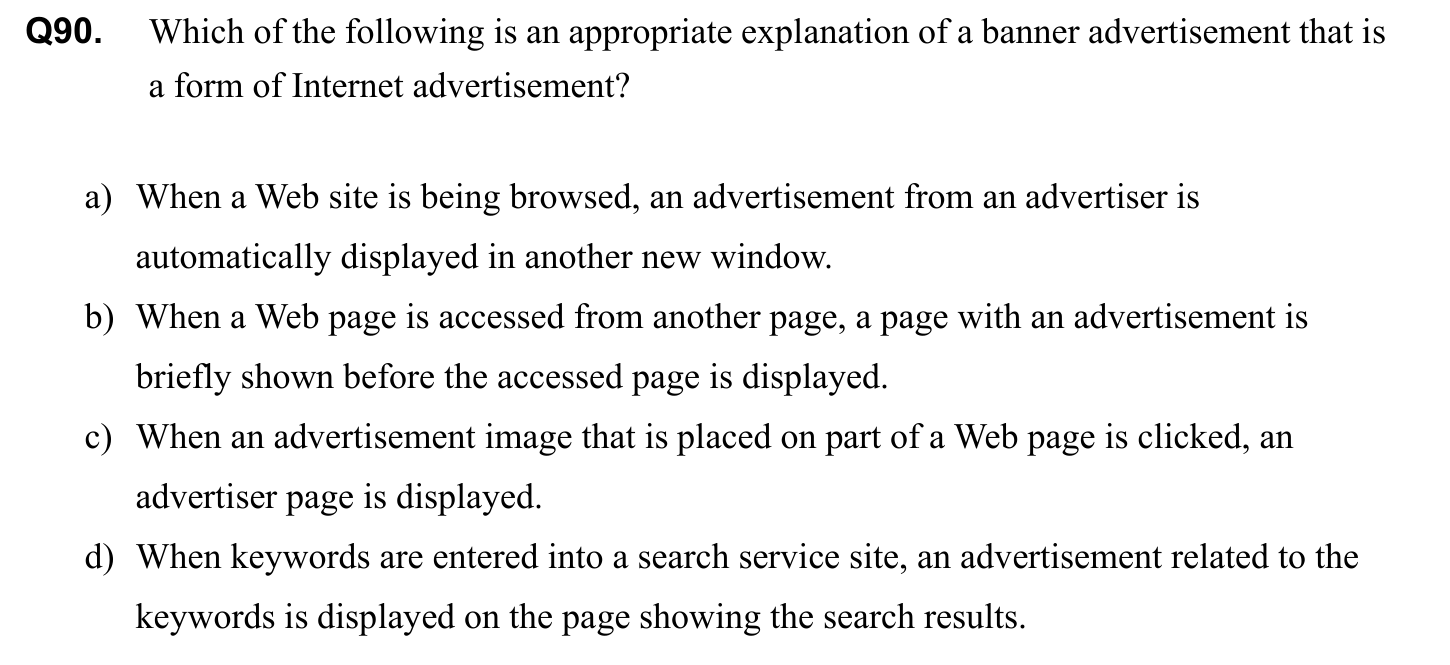 Q90. Which of the following is an appropriate explanation of a banner advertisement that is
a form of Internet advertisement?
a) When a Web site is being browsed, an advertisement from an advertiser is
automatically displayed in another new window.
b) When a Web page is accessed from another page, a page with an advertisement is
briefly shown before the accessed page is displayed.
c) When an advertisement image that is placed on part of a Web page is clicked, an
advertiser page is displayed.
d) When keywords are entered into a search service site, an advertisement related to the
keywords is displayed on the page showing the search results.